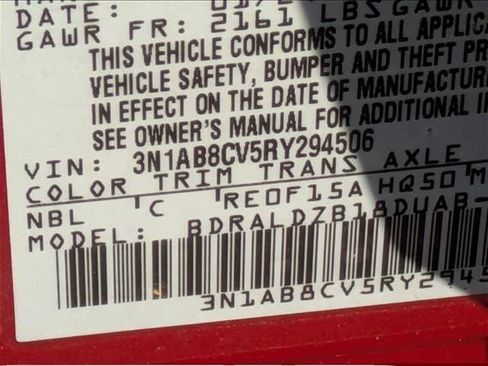 DATE:
GAWR FR: 2161 LBS GAWR
THIS VEHICLE CONFORMS TO ALL APPLIC
VEHICLE SAFETY, BUMPER AND THEFT PR
IN EFFECT ON THE DATE OF MANUFACTUR
SEE OWNER'S MANUAL FOR ADDITIONAL I
VIN: 3N1AB8CV5RY294506
COLOR TRIM TRANS AXLE M
NBL 'C 'RE0F15A HQ50
MODEL: BDRALDZB18DUAB-
3N1AB8CV5RY2945